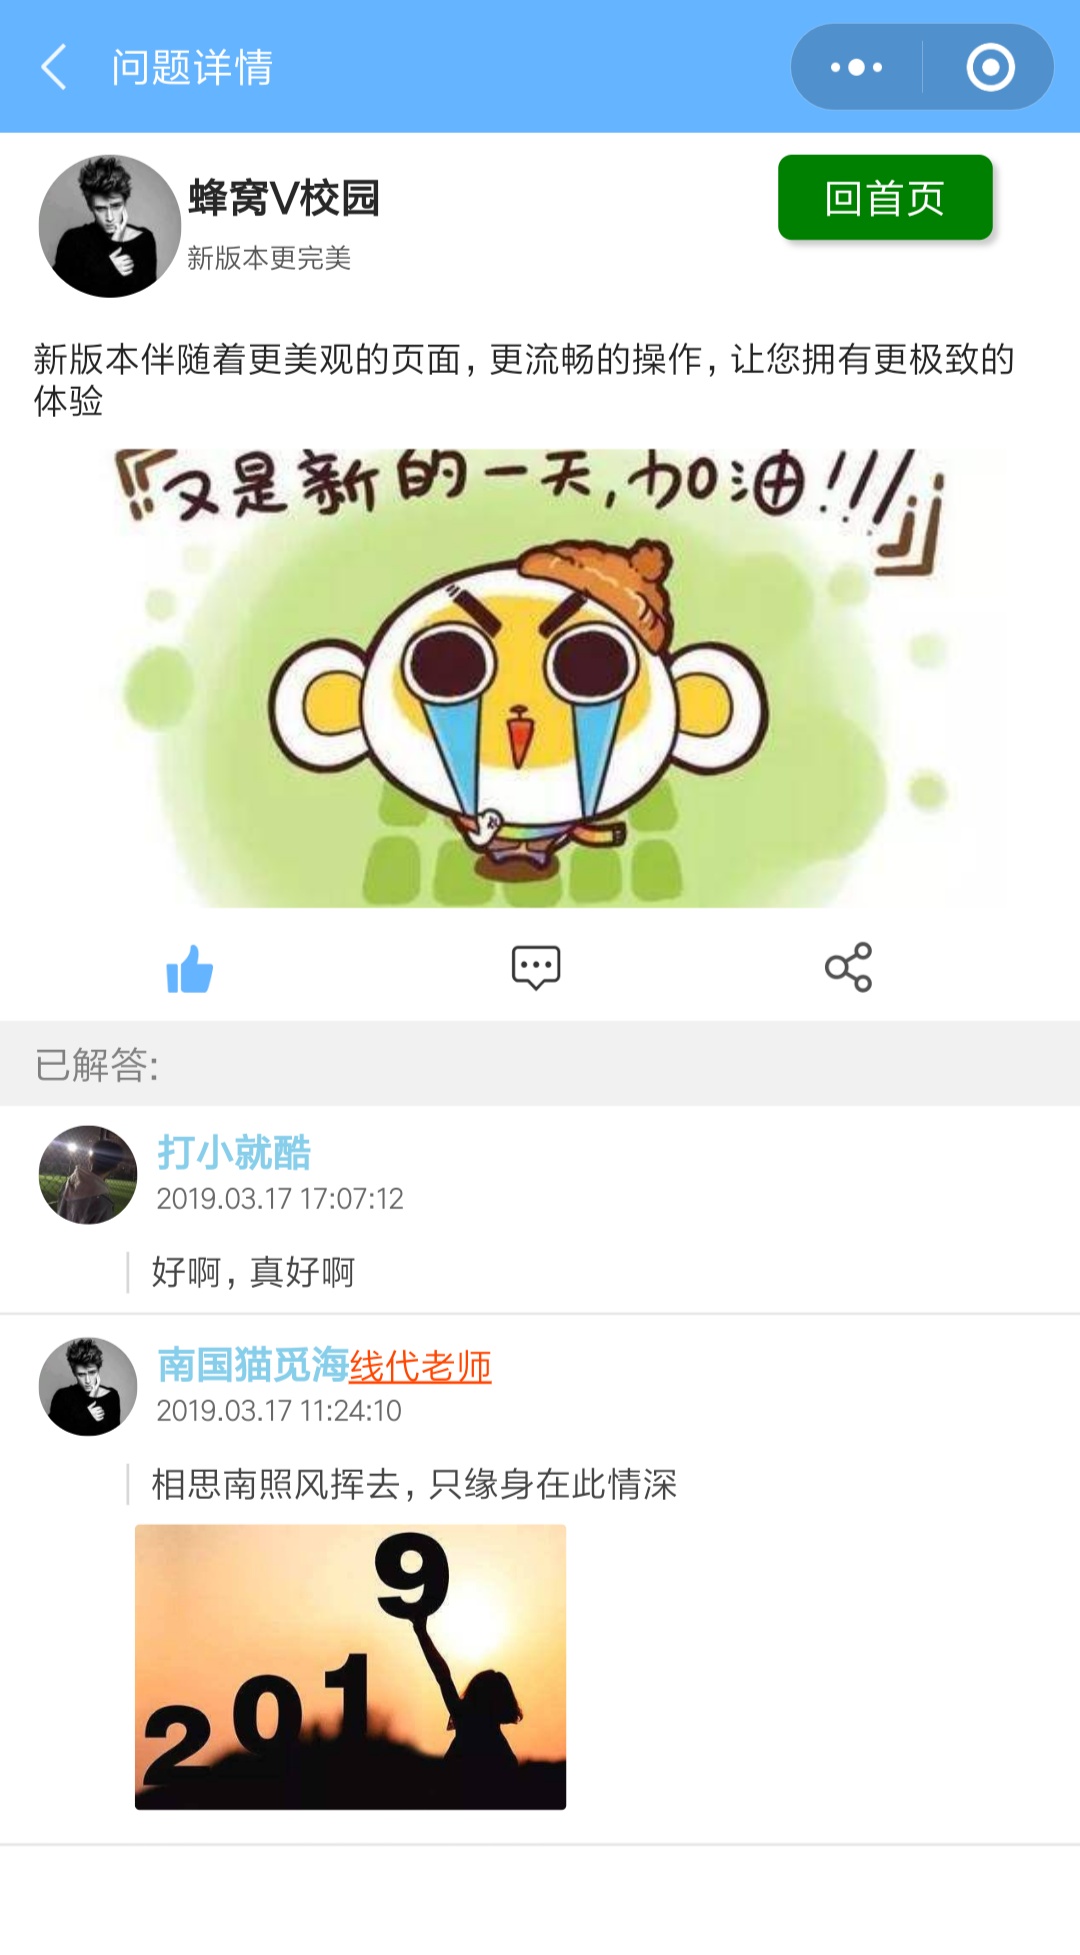 问题详情
蜂窝V校园
回首页
新版本更完美
新版本伴随着更美观的页面，更流畅的操作，让您拥有更极致的
体验
『又是新的一天,加油!!!』
已解答:
打小就酷
2019.03.17 17:07:12
好啊，真好啊
南国猫觅海线代老师
2019.03.17 11:24:10
相思南照风挥去，只缘身在此情深
2019